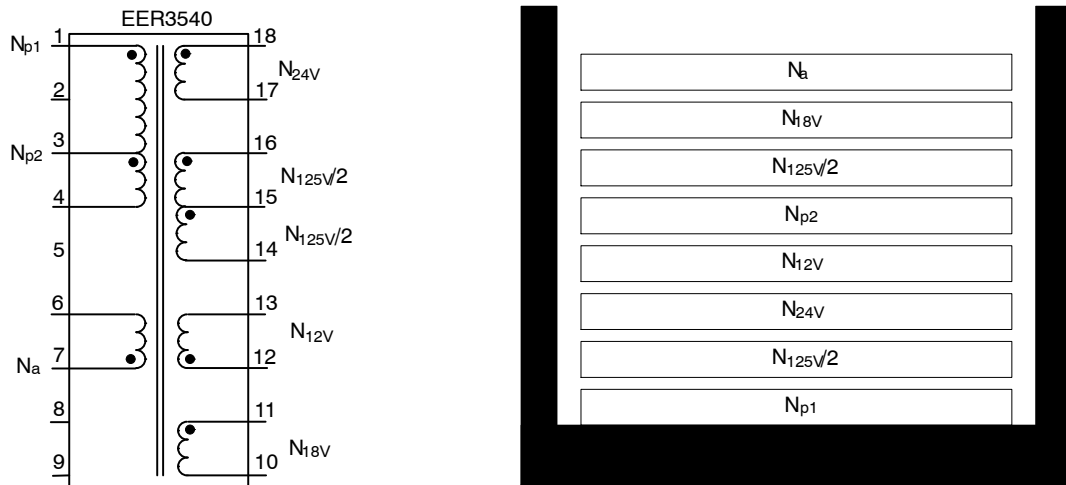 EER3540
1 18
Np1
N24V
2 17
3 16
Np2
N125V/2
4 15
N125V/2
5 14
6 13
N12V
7 12
Na
8 11
N18V
9 10
Na
N18V
N125V/2
Np2
N12V
N24V
N125V/2
Np1